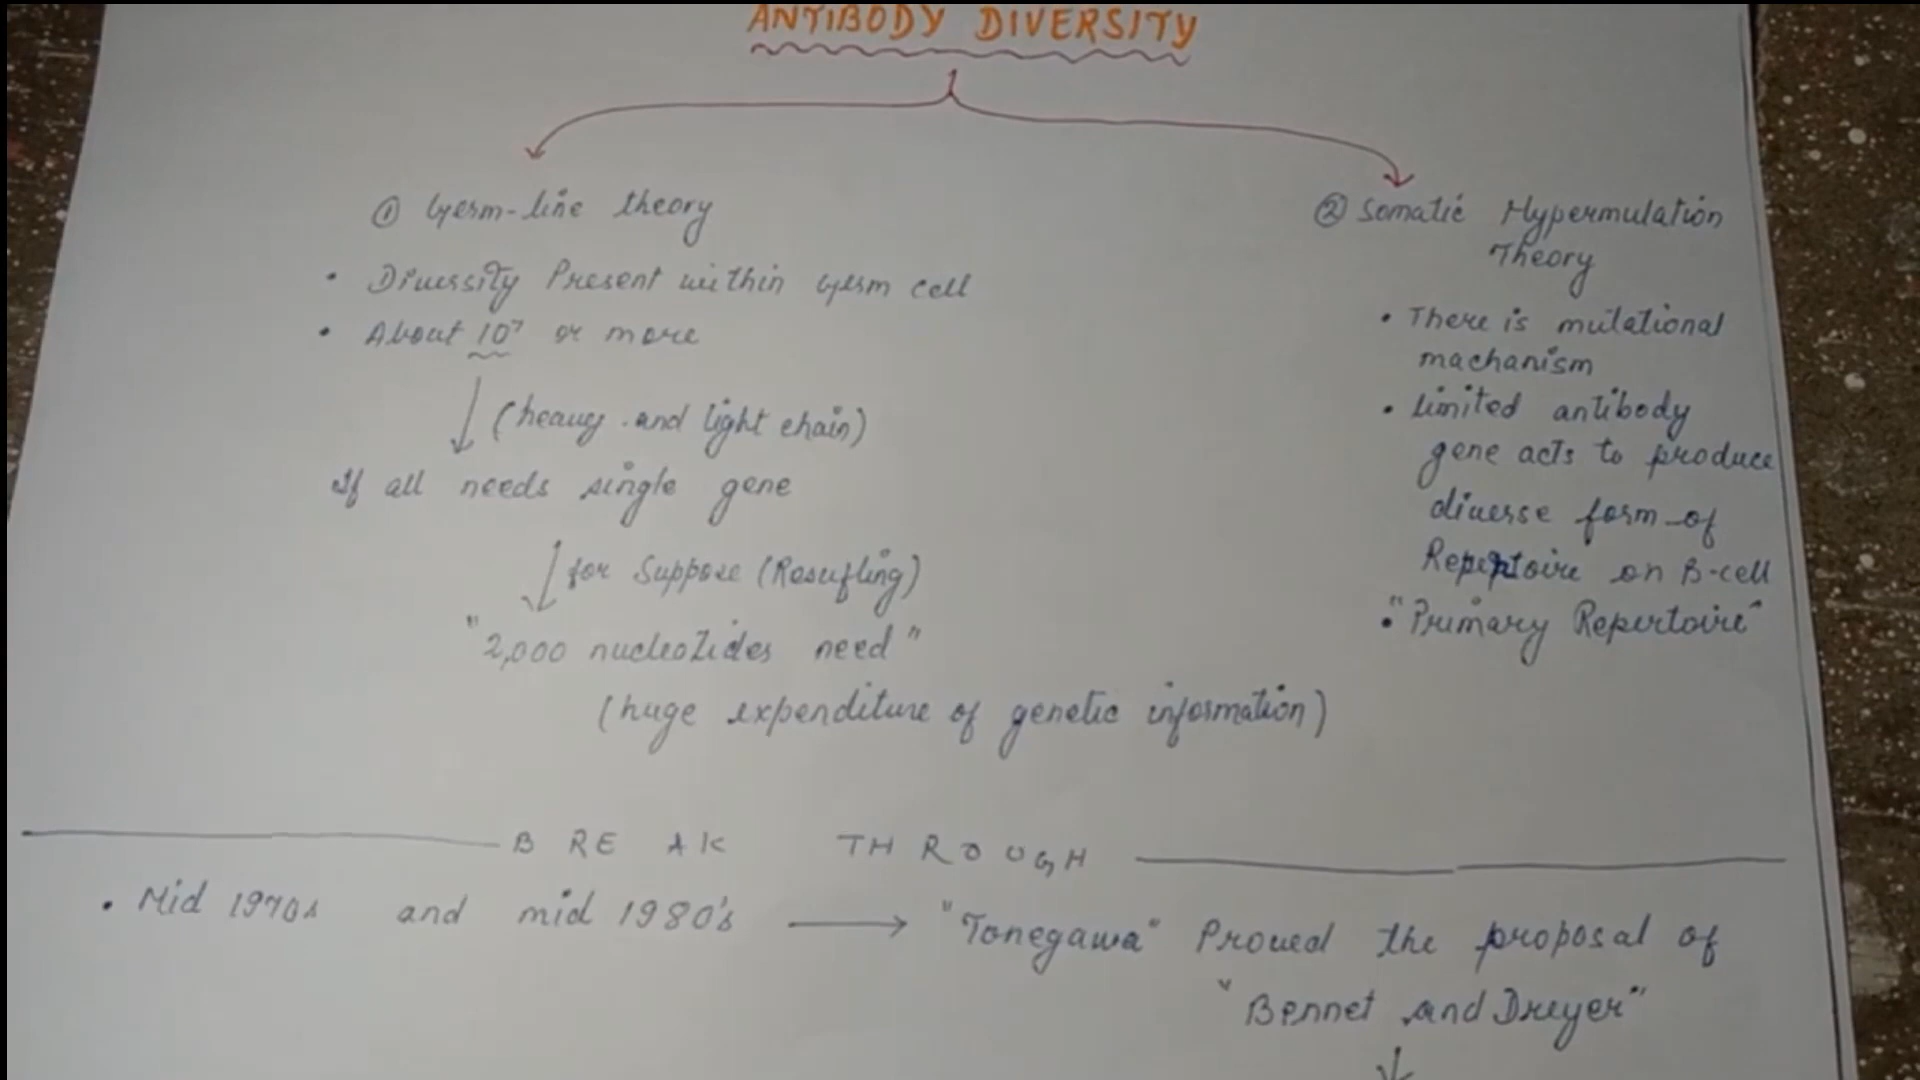 ANTIBODY DIVERSITY
① Germ-line theory
• Diversity Present within Germ cell
• About 10⁷ or more
(heavy and light chain)
If all needs single gene
for Suppose (Resufling)
"2,000 nucleotides need"
(huge expenditure of genetic information)
② Somatic Hypermutation
Theory
• There is mutational
machanism
• limited antibody
gene acts to produce
diverse form of
Repertoire on B-cell
• "Primary Repertoire"
BREAK THROUGH
• Mid 1970s and mid 1980's → "Tonegawa" Proved the proposal of
"Bennet and Dreyer"